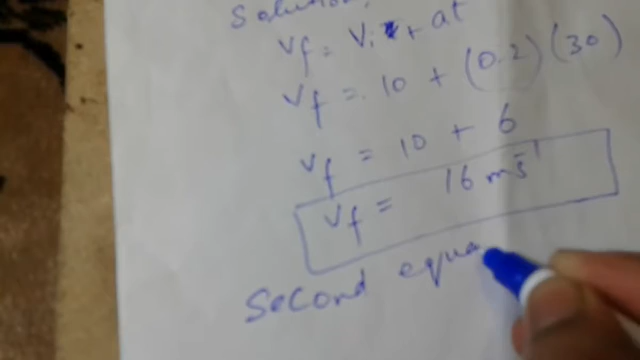 Solution:
Vf = Vi + at
Vf = 10 + (0.2)(30)
Vf = 10 + 6
Vf = 16 ms⁻¹
Second equa